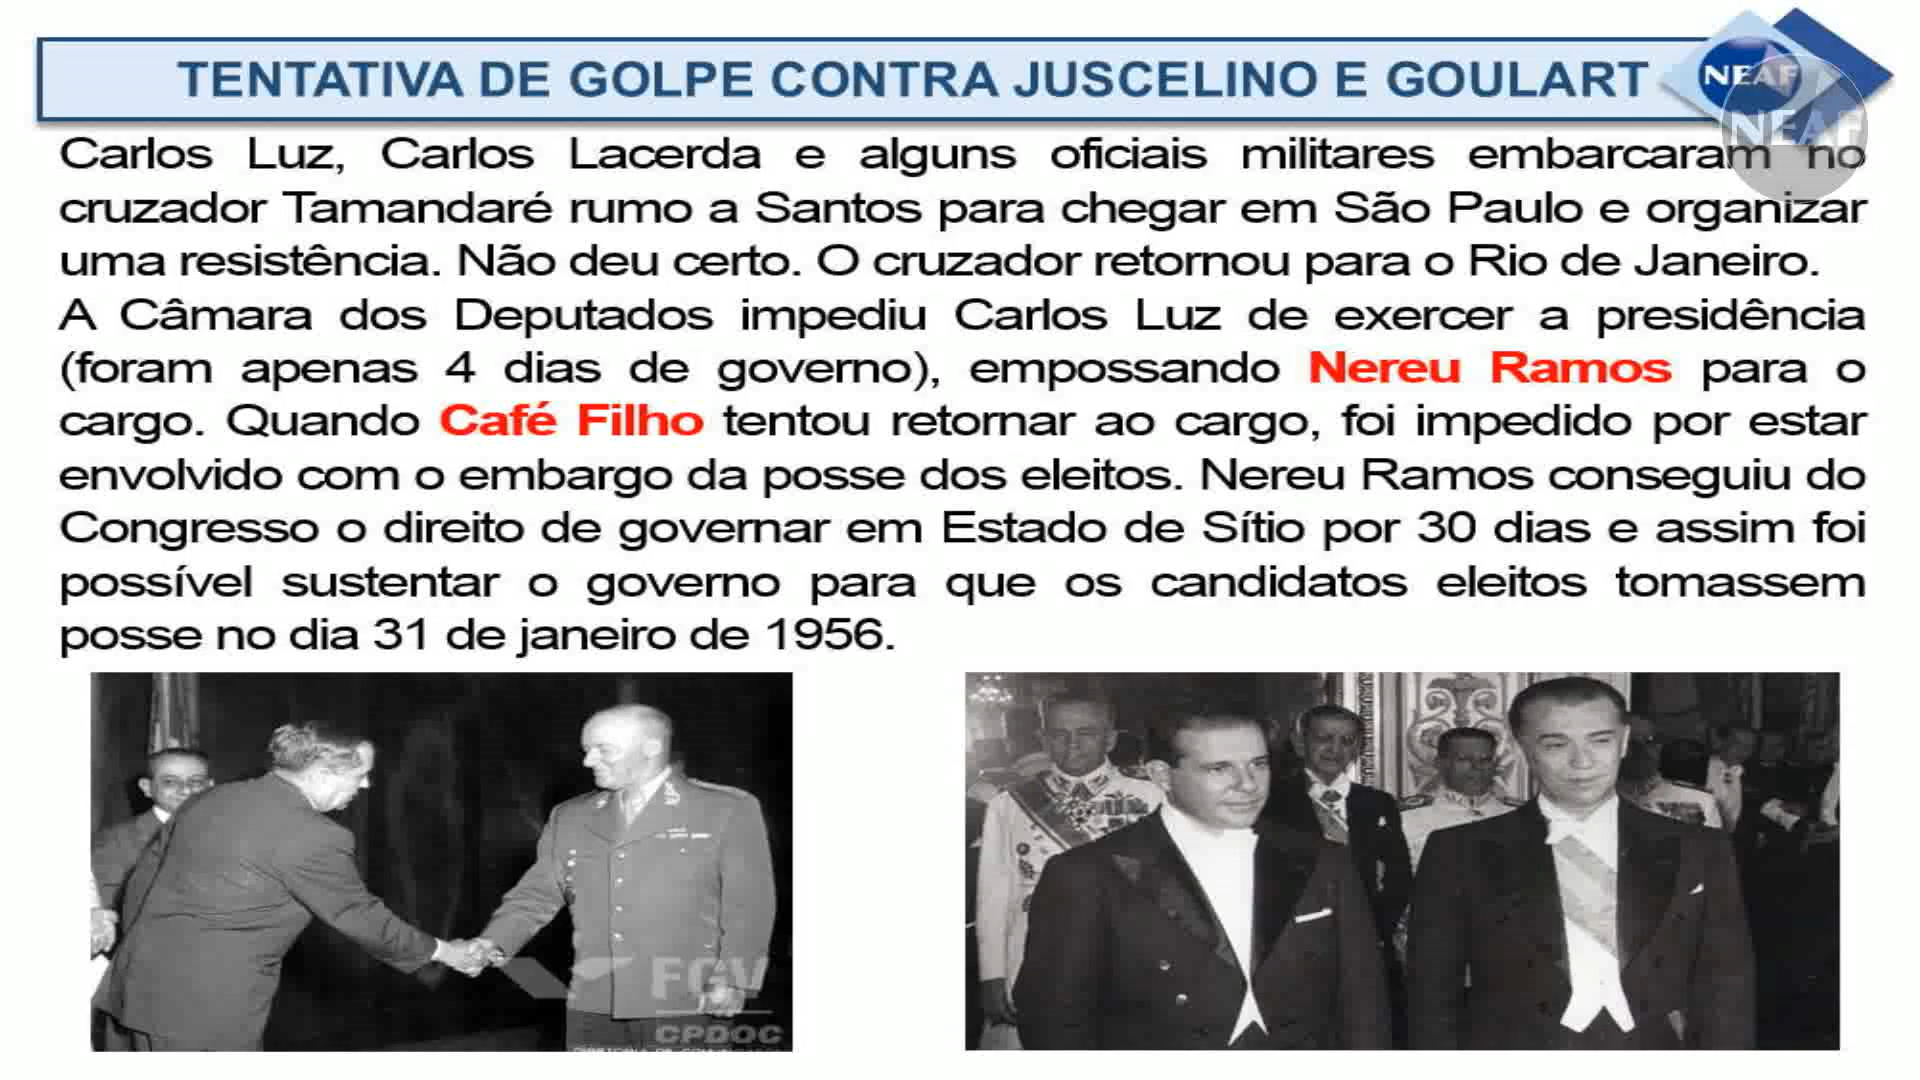 TENTATIVA DE GOLPE CONTRA JUSCELINO E GOULART
NEAF
NEAF
Carlos Luz, Carlos Lacerda e alguns oficiais militares embarcaram no
cruzador Tamandaré rumo a Santos para chegar em São Paulo e organizar
uma resistência. Não deu certo. O cruzador retornou para o Rio de Janeiro.
A Câmara dos Deputados impediu Carlos Luz de exercer a presidência
(foram apenas 4 dias de governo), empossando Nereu Ramos para o
cargo. Quando Café Filho tentou retornar ao cargo, foi impedido por estar
envolvido com o embargo da posse dos eleitos. Nereu Ramos conseguiu do
Congresso o direito de governar em Estado de Sítio por 30 dias e assim foi
possível sustentar o governo para que os candidatos eleitos tomassem
posse no dia 31 de janeiro de 1956.
FGV
CPDOC